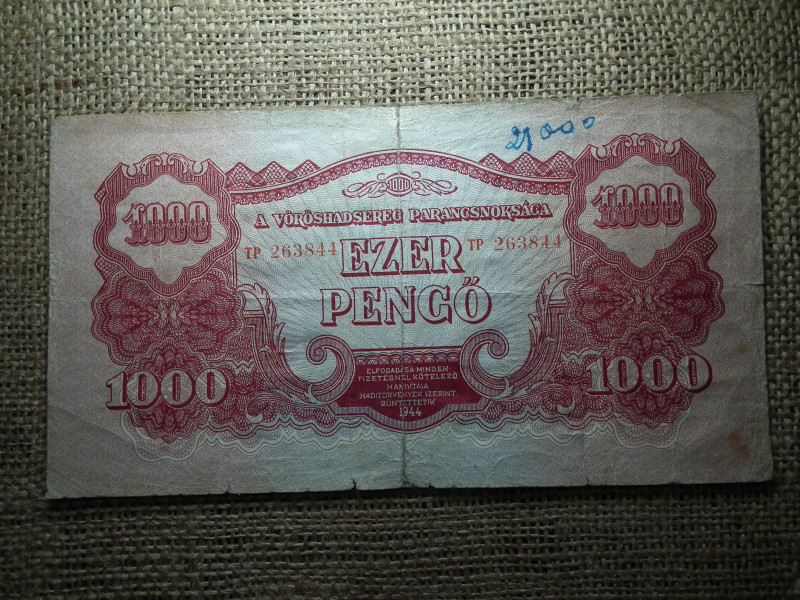 21000
1000
1000
A VÖRÖSHADSEREG PARANCSNOKSÁGA
TP 263844
TP 263844
EZER
PENGŐ
ELFOGADÁSA MINDEN
FIZETÉSNÉL KÖTELEZŐ.
HAMÍTÁSA
HADITÖRVÉNYEK SZERINT
BÜNTETTETIK
1944
1000
1000